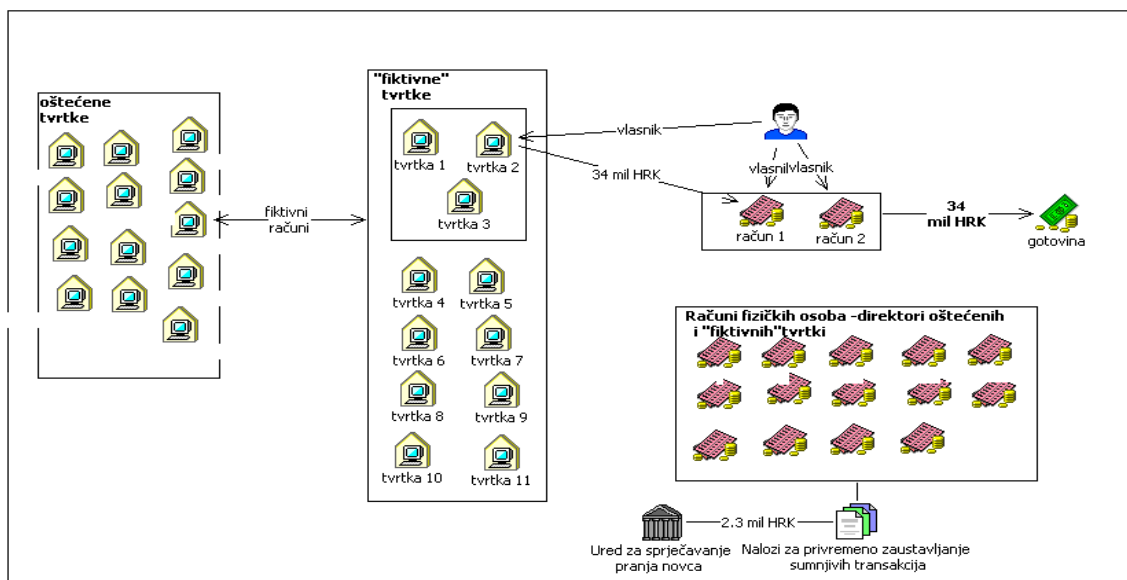 oštećene
tvrtke
"fiktivne"
tvrtke
tvrtka 1
tvrtka 2
tvrtka 3
tvrtka 4
tvrtka 5
tvrtka 6
tvrtka 7
tvrtka 8
tvrtka 9
tvrtka 10
tvrtka 11
fiktivni
računi
vlasnik
34 mil HRK
vlasnil
vlasnik
račun 1
račun 2
34
mil HRK
gotovina
Računi fizičkih osoba -direktori oštećenih
i "fiktivnih"tvrtki
2.3 mil HRK
Ured za sprječavanje
pranja novca
Nalozi za privremeno zaustavljanje
sumnjivih transakcija